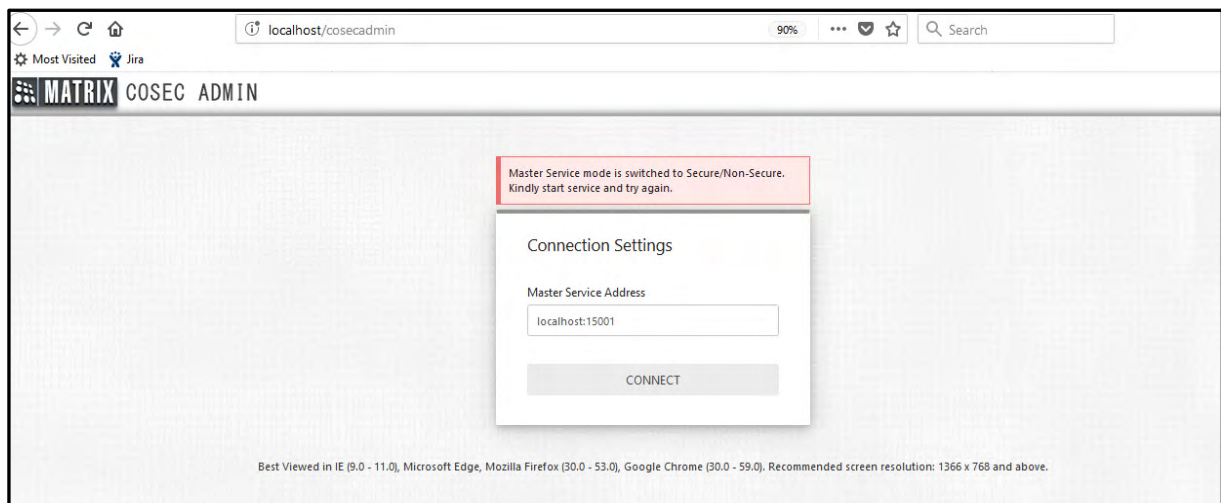 localhost/cosecadmin
90%
Search
Most Visited Jira
MATRIX COSEC ADMIN
Master Service mode is switched to Secure/Non-Secure.
Kindly start service and try again.
Connection Settings
Master Service Address
localhost:15001
CONNECT
Best Viewed in IE (9.0 - 11.0), Microsoft Edge, Mozilla Firefox (30.0 - 53.0), Google Chrome (30.0 - 59.0). Recommended screen resolution: 1366 x 768 and above.